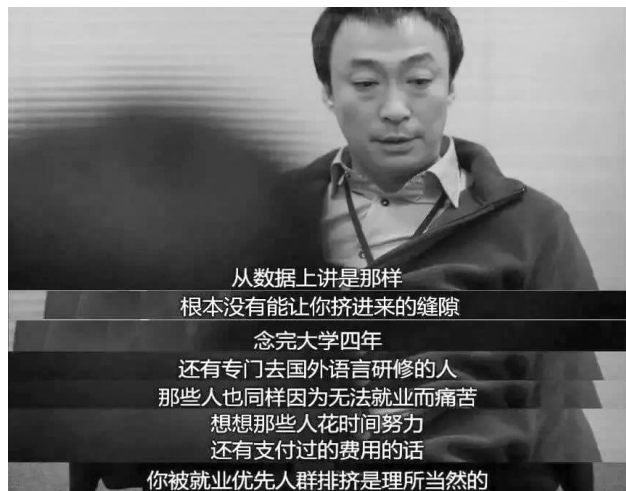 从数据上讲是那样
根本没有能让你挤进来的缝隙
念完大学四年
还有专门去国外语言研修的人
那些人也同样因为无法就业而痛苦
想想那些人花时间努力
还有支付过的费用的话
你被就业优先人群排挤是理所当然的